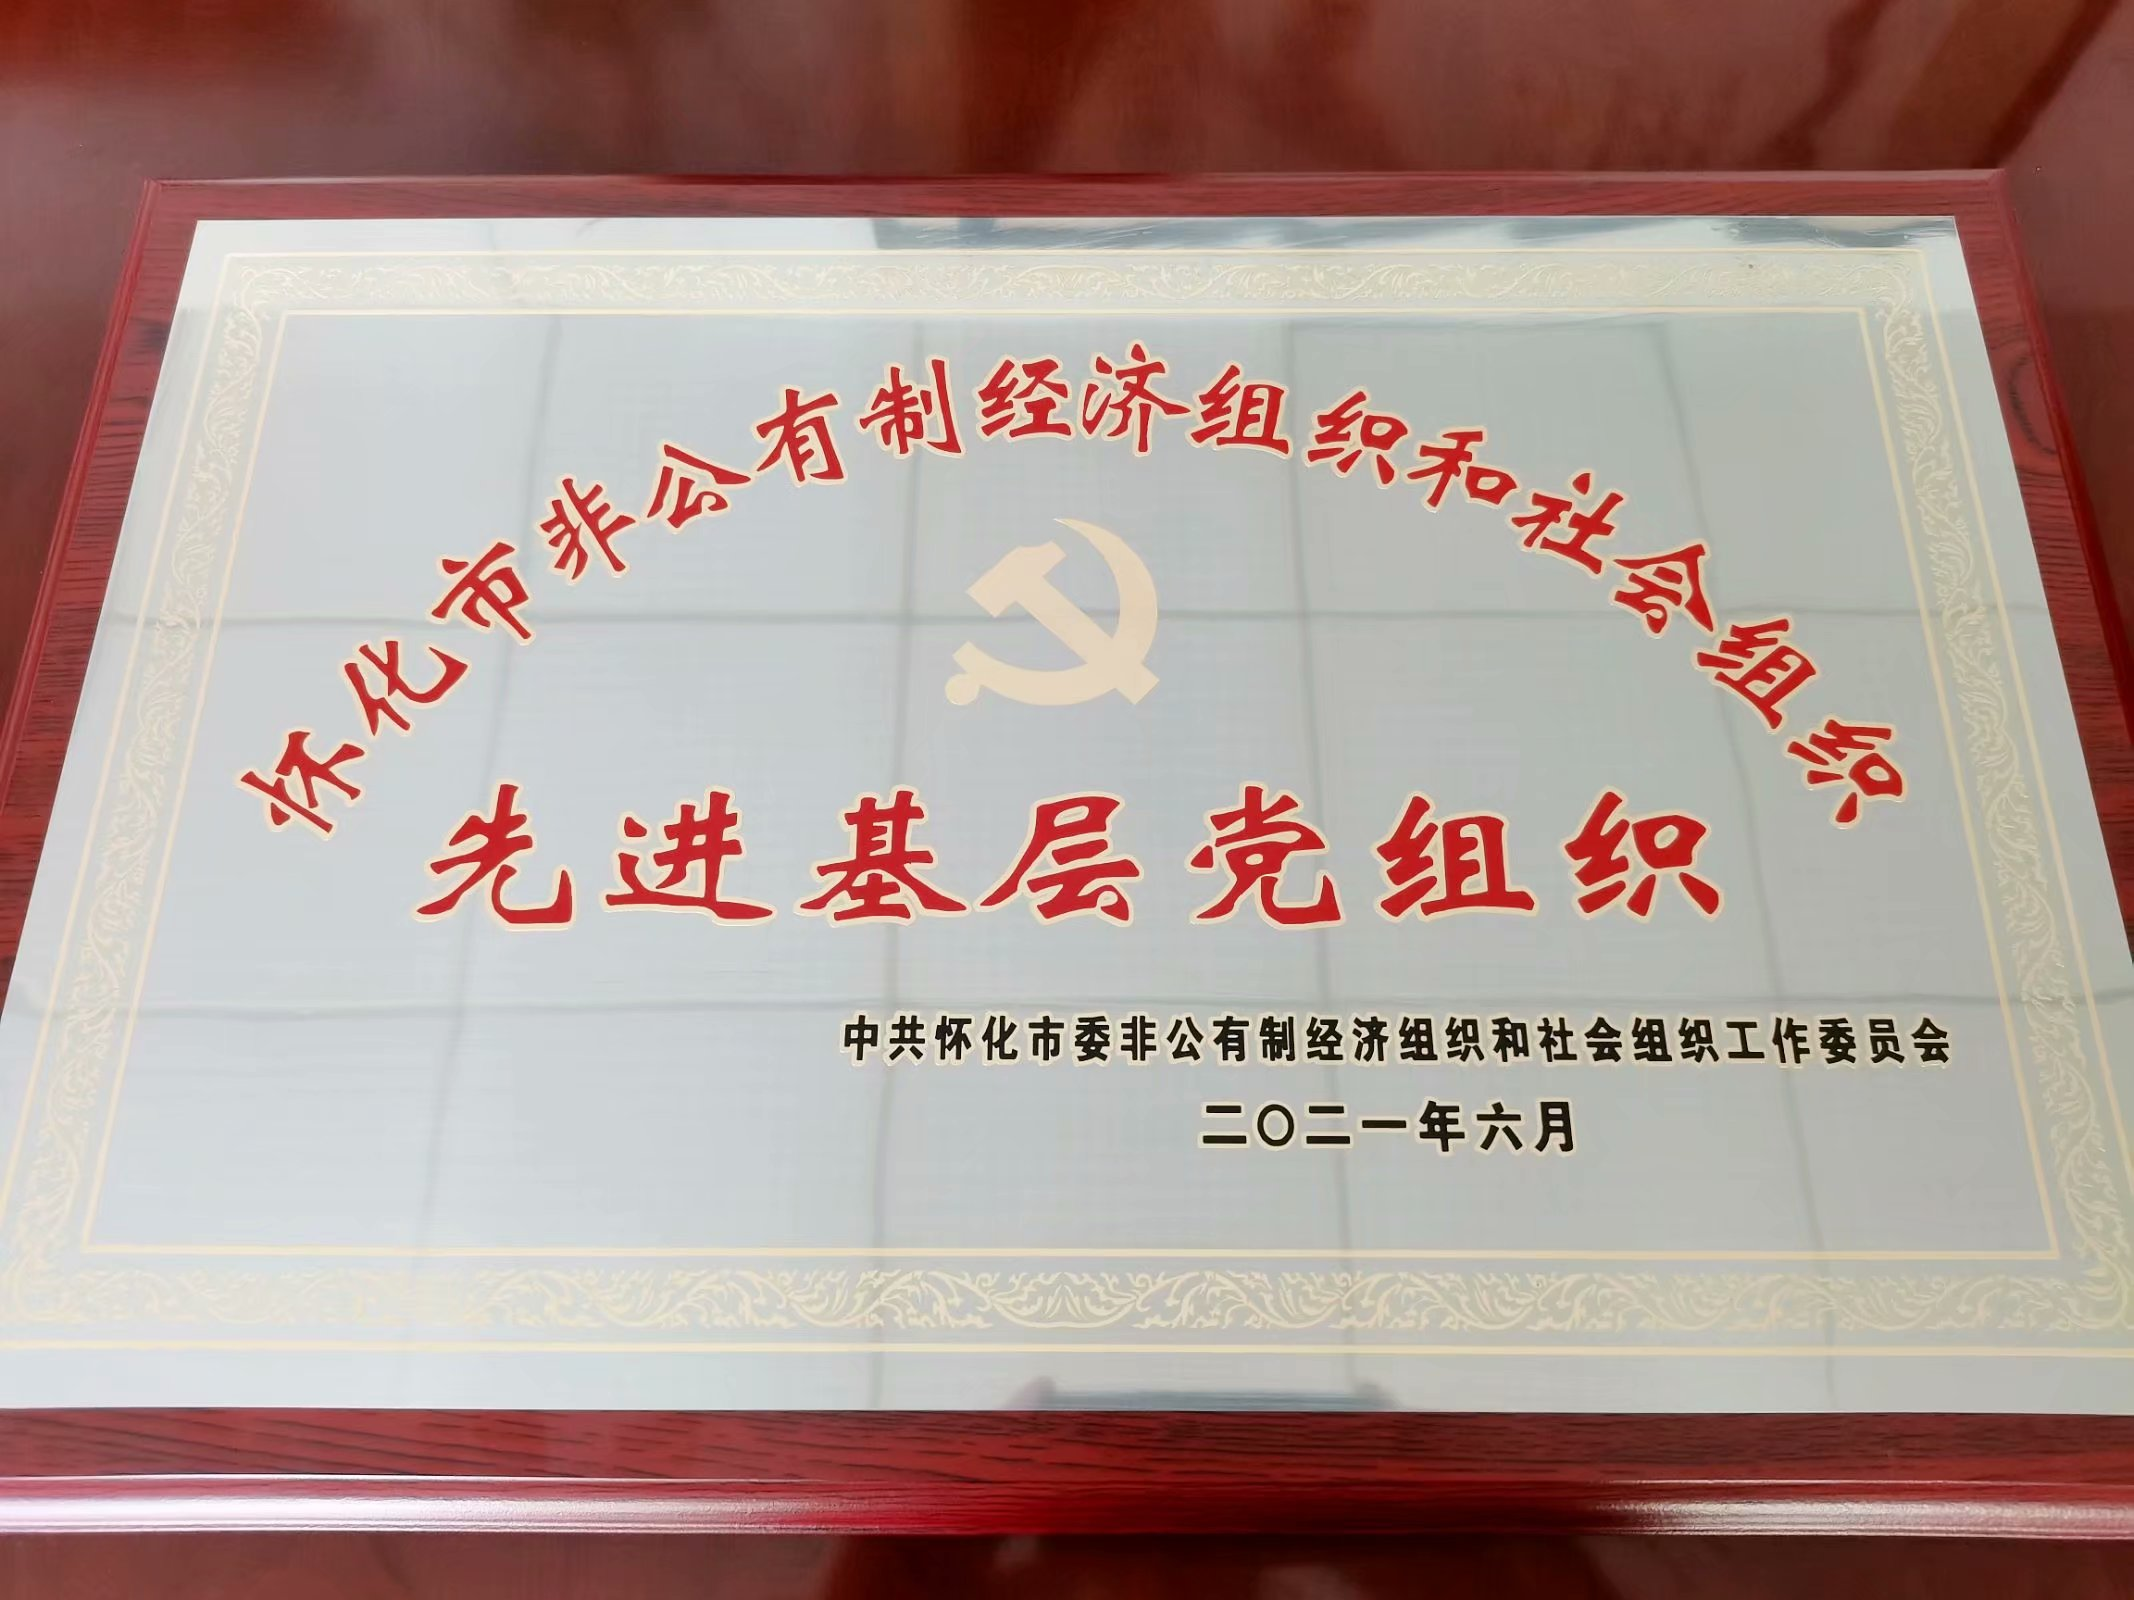 怀化市非公有制经济组织和社会组织
先进基层党组织
中共怀化市委非公有制经济组织和社会组织工作委员会
二〇二一年六月